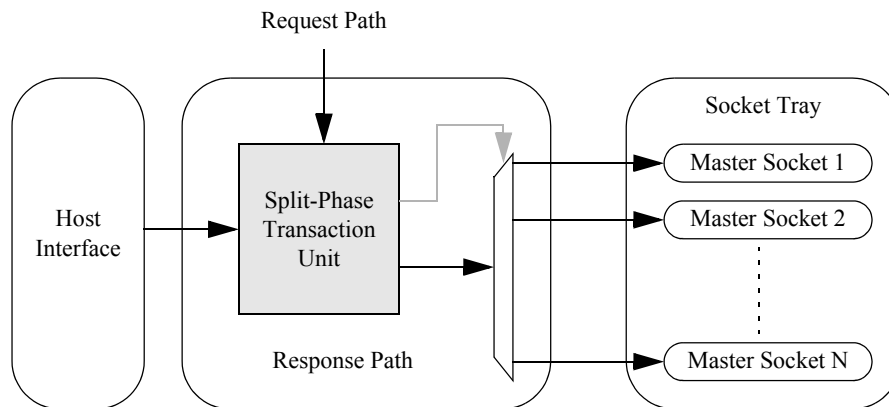 Request Path
Host
Interface
Split-Phase
Transaction
Unit
Response Path
Socket Tray
Master Socket 1
Master Socket 2
Master Socket N